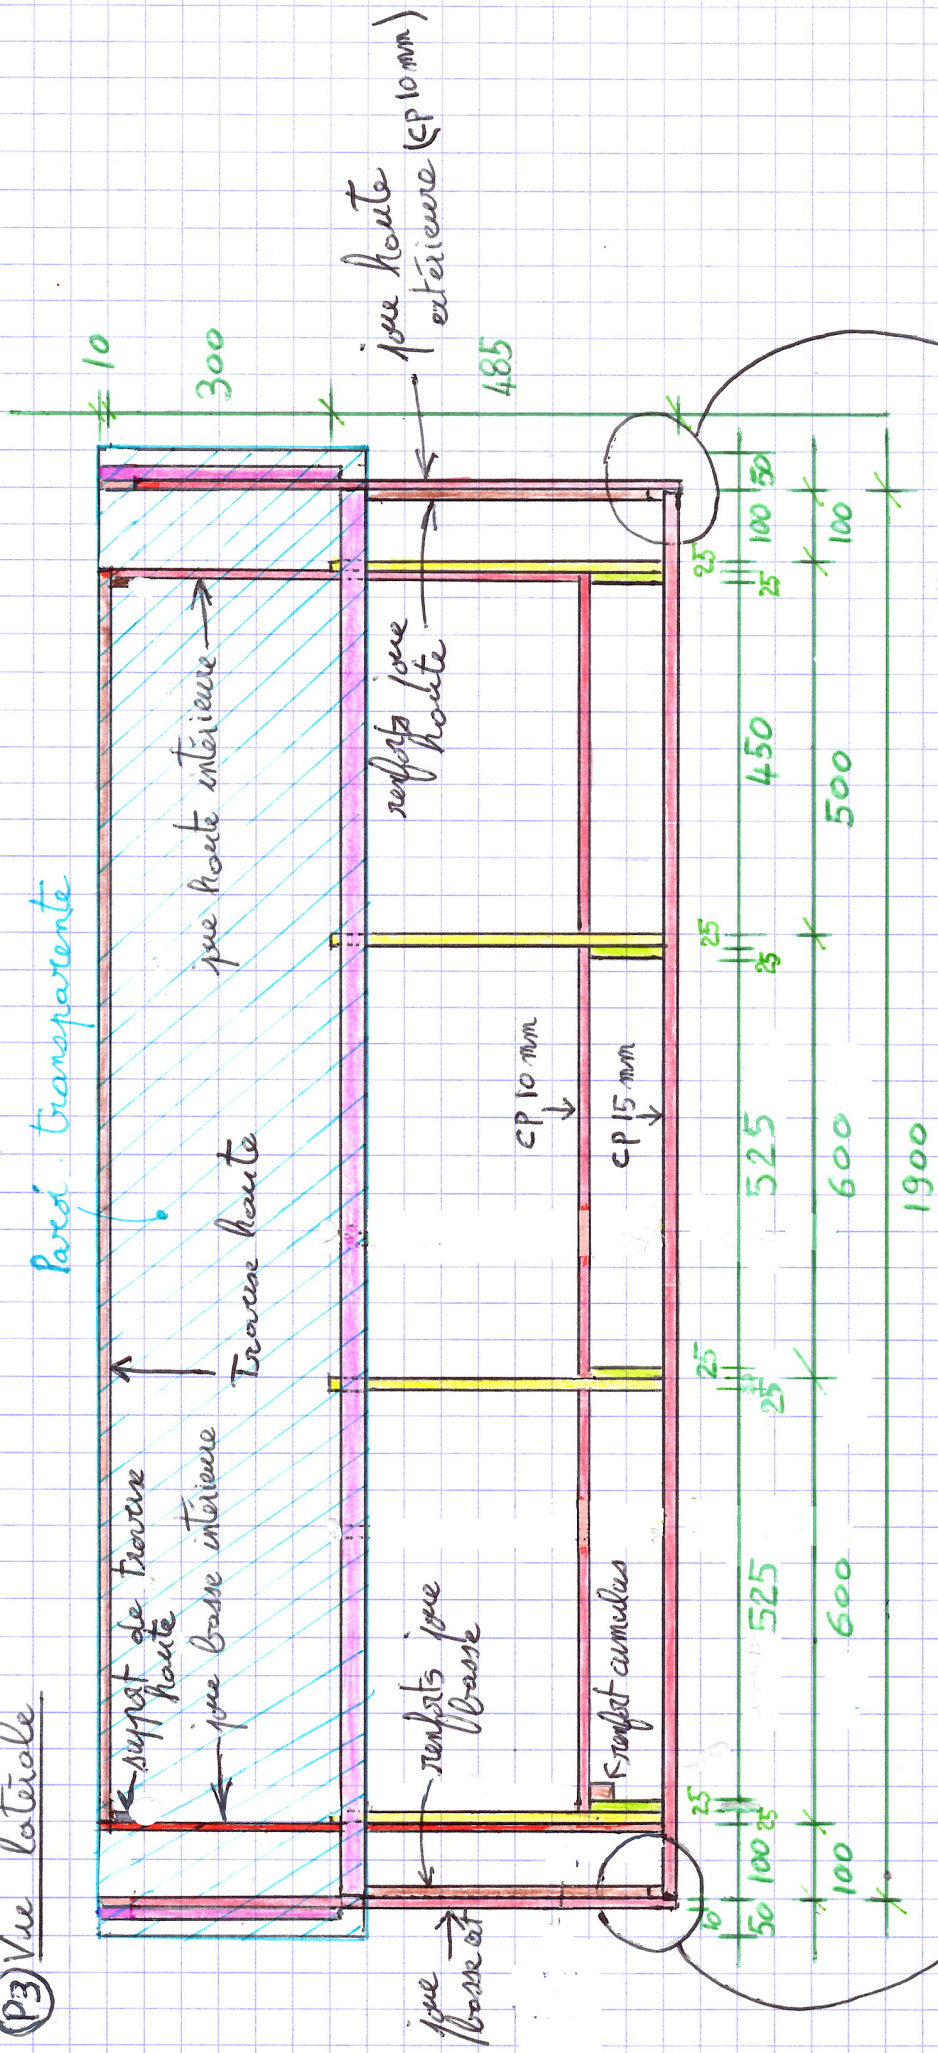 P3 Vue latérale
Paroi transparente
support de traverse
haute
joue basse intérieure
Traverse haute
joue haute intérieure
10
300
485
joue haute
extérieure (CP 10 mm)
renforts joue
haute
renforts joue
basse
joue
basse ext
CP 10 mm
CP 15 mm
renfort cumulus
10
25
25
25
25
25
25
25
25
50
100
525
525
450
100
50
100
600
600
500
100
1900